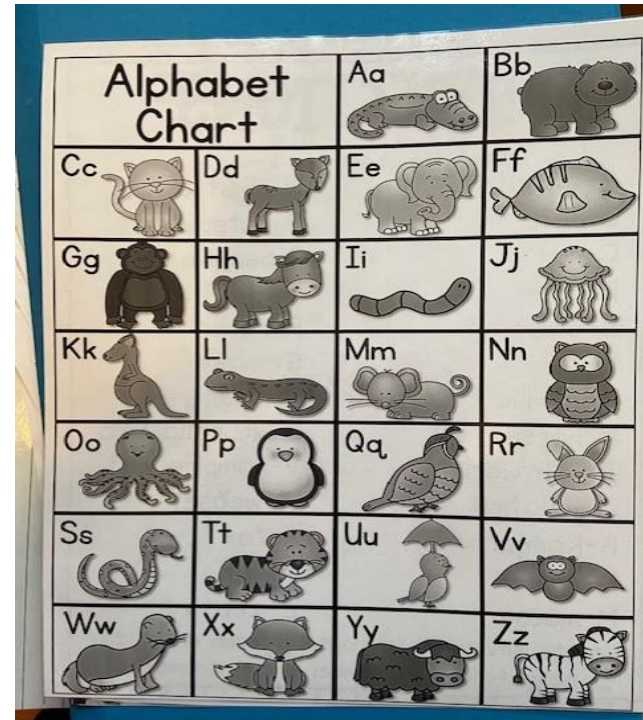 Alphabet
Chart
Aa
Bb
Cc
Dd
Ee
Ff
Gg
Hh
Ii
Jj
Kk
Ll
Mm
Nn
Oo
Pp
Qq
Rr
Ss
Tt
Uu
Vv
Ww
Xx
Yy
Zz